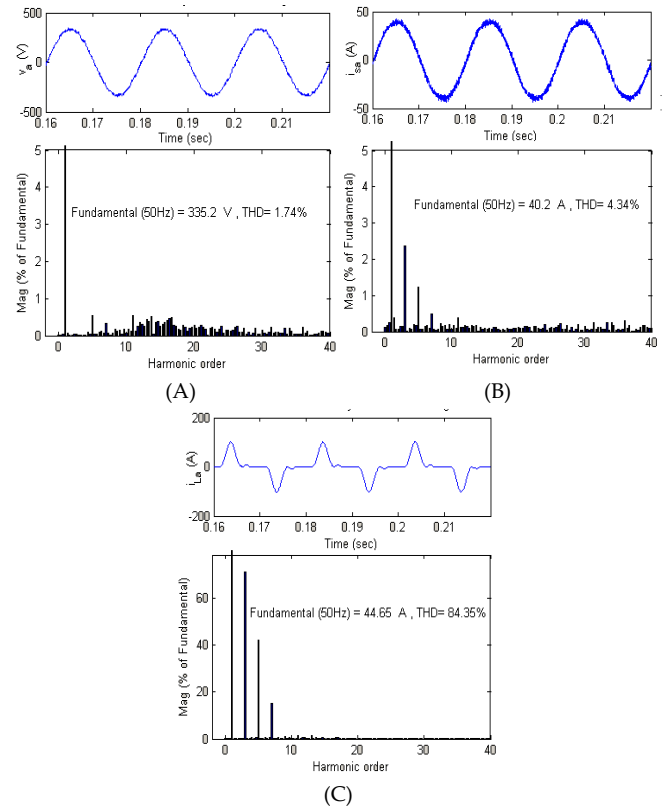 500
0
-500
v_a (V)
0.16 0.17 0.18 0.19 0.2 0.21
Time (sec)
5
4
3
2
1
0
Mag (% of Fundamental)
Fundamental (50Hz) = 335.2 V , THD= 1.74%
0 10 20 30 40
Harmonic order
(A)
50
0
-50
i_sa (A)
0.16 0.17 0.18 0.19 0.2 0.21
Time (sec)
5
4
3
2
1
0
Mag (% of Fundamental)
Fundamental (50Hz) = 40.2 A , THD= 4.34%
0 10 20 30 40
Harmonic order
(B)
200
0
-200
i_La (A)
0.16 0.17 0.18 0.19 0.2 0.21
Time (sec)
60
40
20
0
Mag (% of Fundamental)
Fundamental (50Hz) = 44.65 A , THD= 84.35%
0 10 20 30 40
Harmonic order
(C)